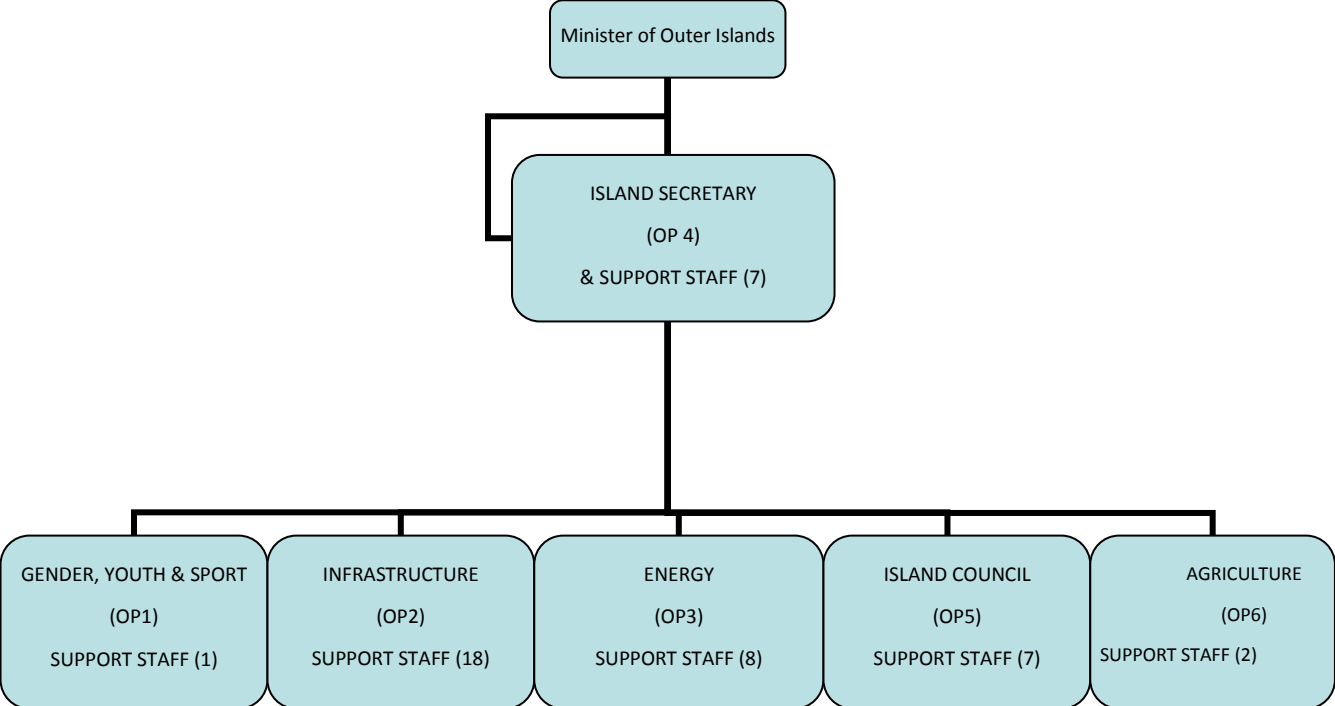 Minister of Outer Islands
ISLAND SECRETARY
(OP 4)
& SUPPORT STAFF (7)
GENDER, YOUTH & SPORT
(OP1)
SUPPORT STAFF (1)
INFRASTRUCTURE
(OP2)
SUPPORT STAFF (18)
ENERGY
(OP3)
SUPPORT STAFF (8)
ISLAND COUNCIL
(OP5)
SUPPORT STAFF (7)
AGRICULTURE
(OP6)
SUPPORT STAFF (2)